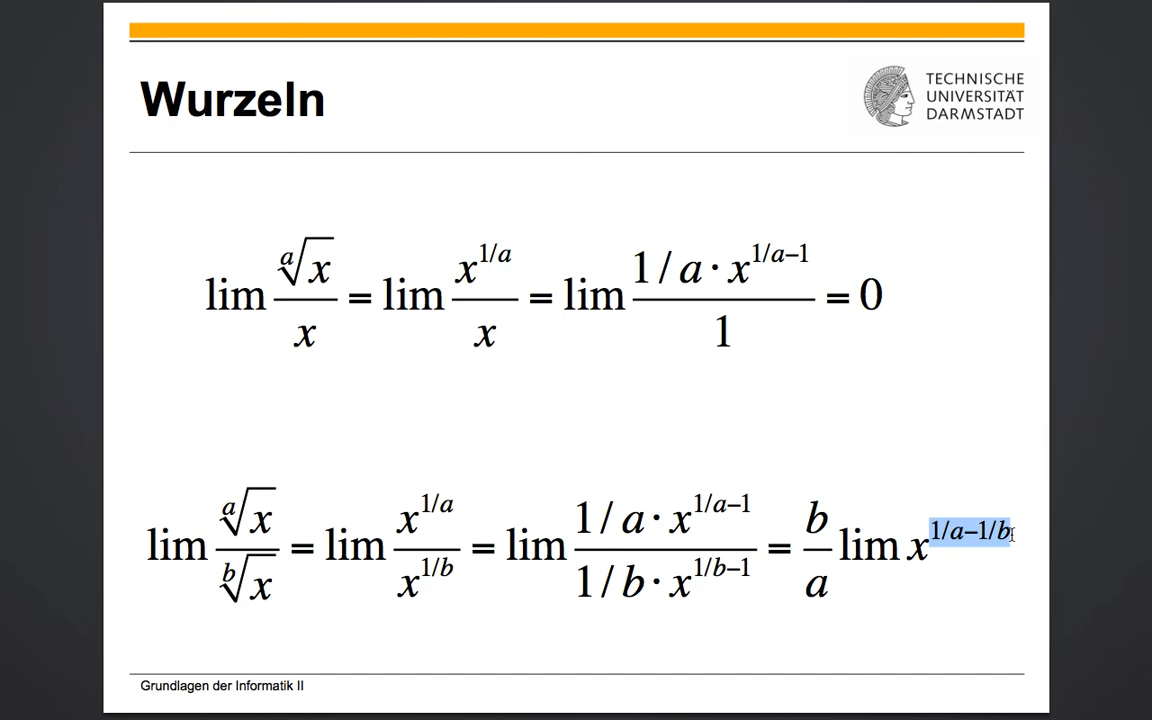 Wurzeln
TECHNISCHE
UNIVERSITÄT
DARMSTADT
lim ᵃ√x / x = lim x^(1/a) / x = lim (1/a · x^(1/a–1)) / 1 = 0
lim ᵃ√x / ᵇ√x = lim x^(1/a) / x^(1/b) = lim (1/a · x^(1/a–1)) / (1/b · x^(1/b–1)) = b/a lim x^(1/a–1/b)
Grundlagen der Informatik II